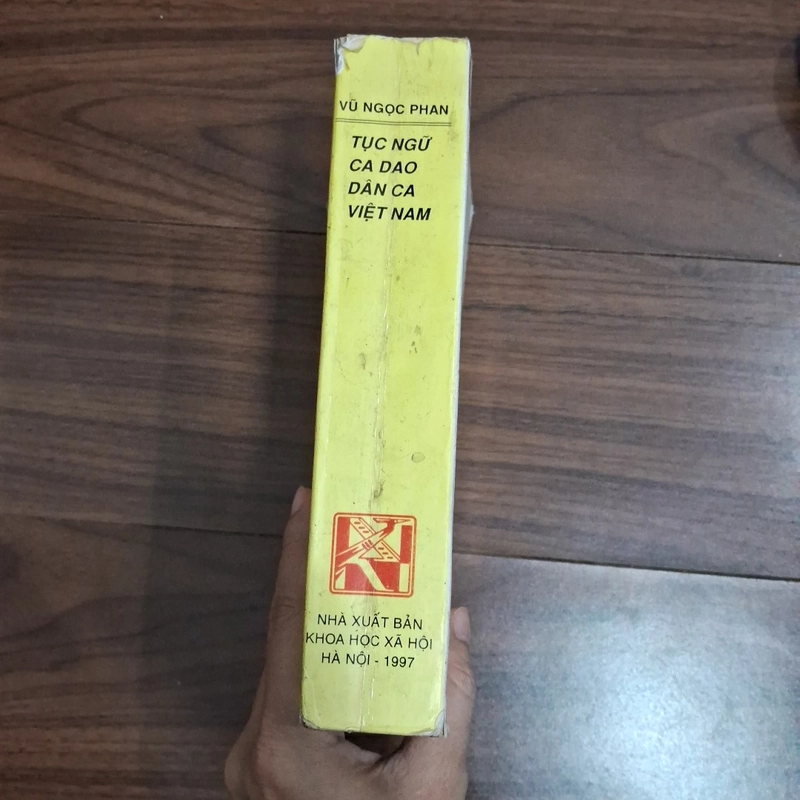 VŨ NGỌC PHAN
TỤC NGỮ
CA DAO
DÂN CA
VIỆT NAM
NHÀ XUẤT BẢN
KHOA HỌC XÃ HỘI
HÀ NỘI - 1997